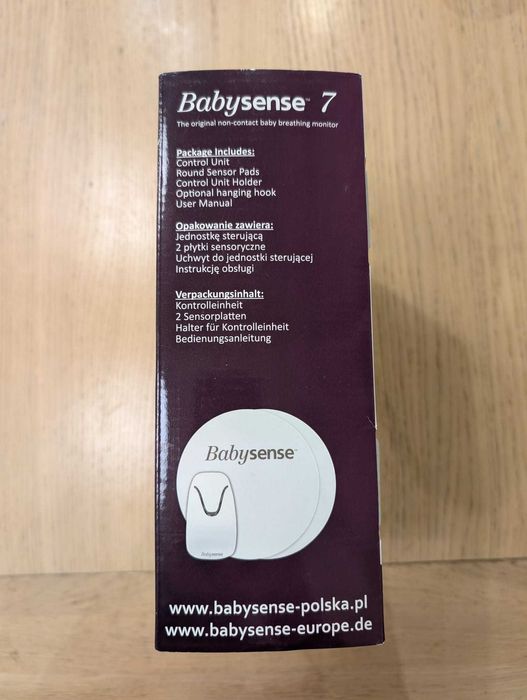 Babysense™ 7
The original non-contact baby breathing monitor
Package Includes:
Control Unit
Round Sensor Pads
Control Unit Holder
Optional hanging hook
User Manual
Opakowanie zawiera:
Jednostkę sterującą
2 płytki sensoryczne
Uchwyt do jednostki sterującej
Instrukcję obsługi
Verpackungsinhalt:
Kontrolleinheit
2 Sensorplatten
Halter für Kontrolleinheit
Bedienungsanleitung
Babysense™
Babysense
www.babysense-polska.pl
www.babysense-europe.de